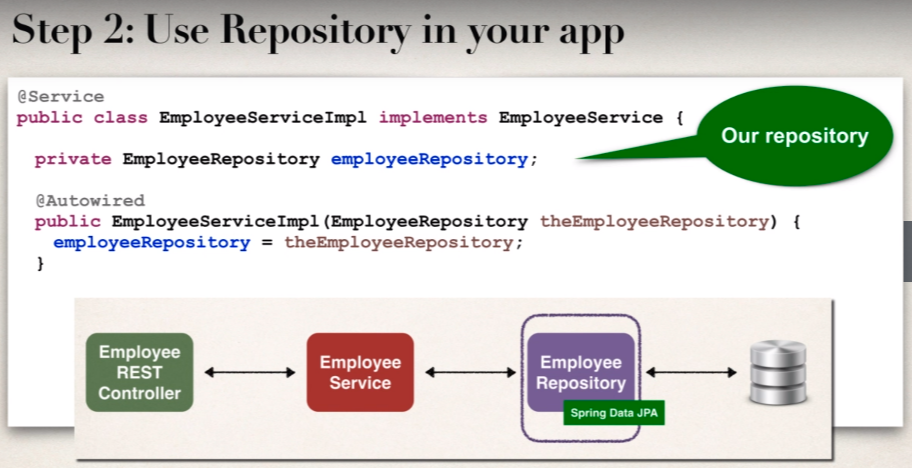 Step 2: Use Repository in your app
@Service
public class EmployeeServiceImpl implements EmployeeService {
private EmployeeRepository employeeRepository;
Our repository
@Autowired
public EmployeeServiceImpl(EmployeeRepository theEmployeeRepository) {
employeeRepository = theEmployeeRepository;
}
Employee
REST
Controller
Employee
Service
Employee
Repository
Spring Data JPA